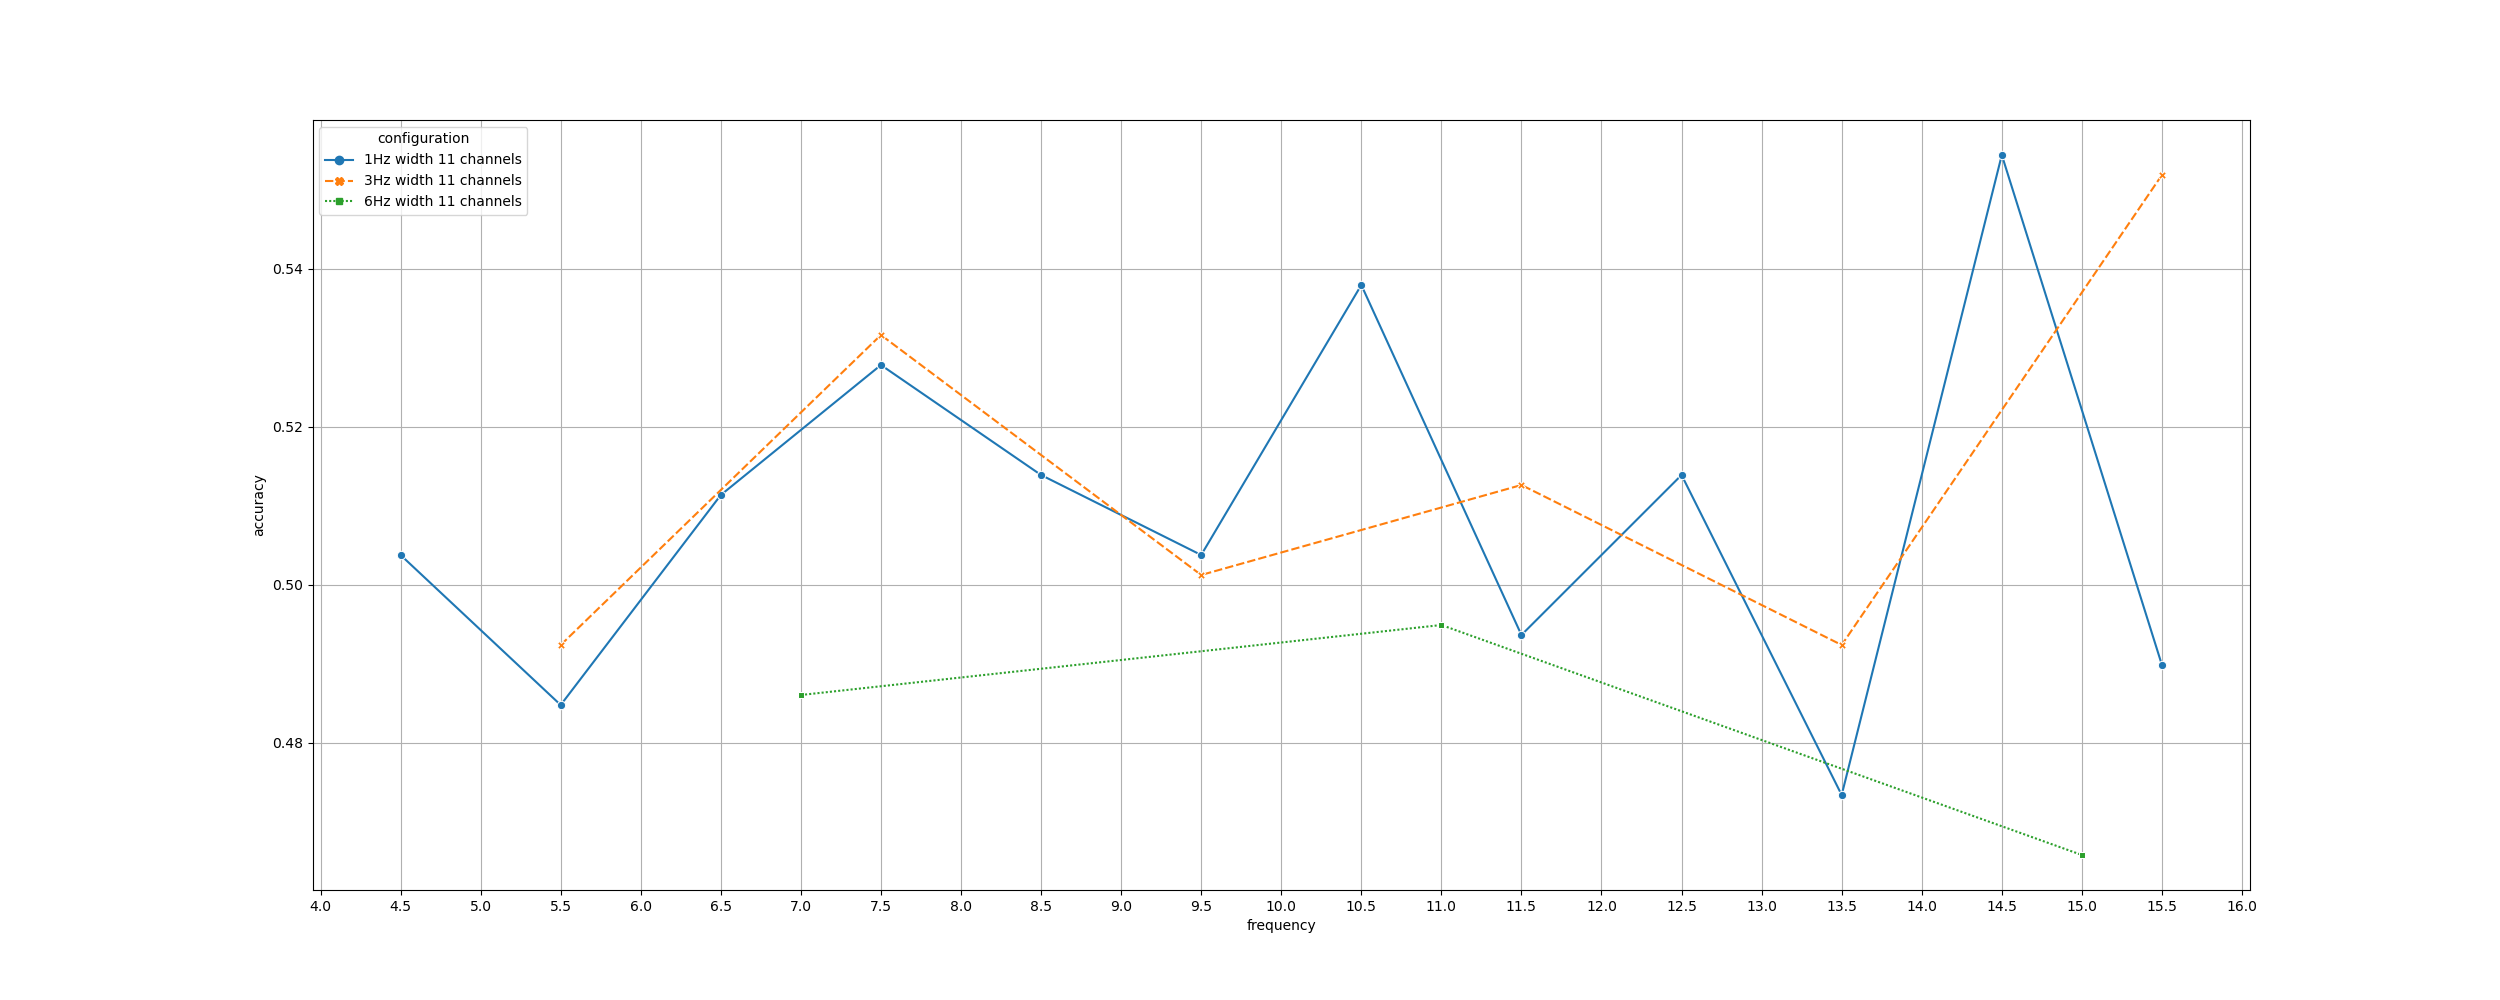 configuration
1Hz width 11 channels
3Hz width 11 channels
6Hz width 11 channels
0.54
0.52
0.50
0.48
accuracy
4.0 4.5 5.0 5.5 6.0 6.5 7.0 7.5 8.0 8.5 9.0 9.5 10.0 10.5 11.0 11.5 12.0 12.5 13.0 13.5 14.0 14.5 15.0 15.5 16.0
frequency